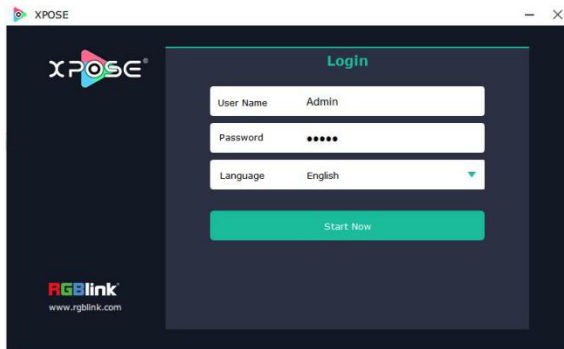 XPOSE
XPOSE®
Login
User Name Admin
Password •••••
Language English
Start Now
RGBlink
www.rgblink.com